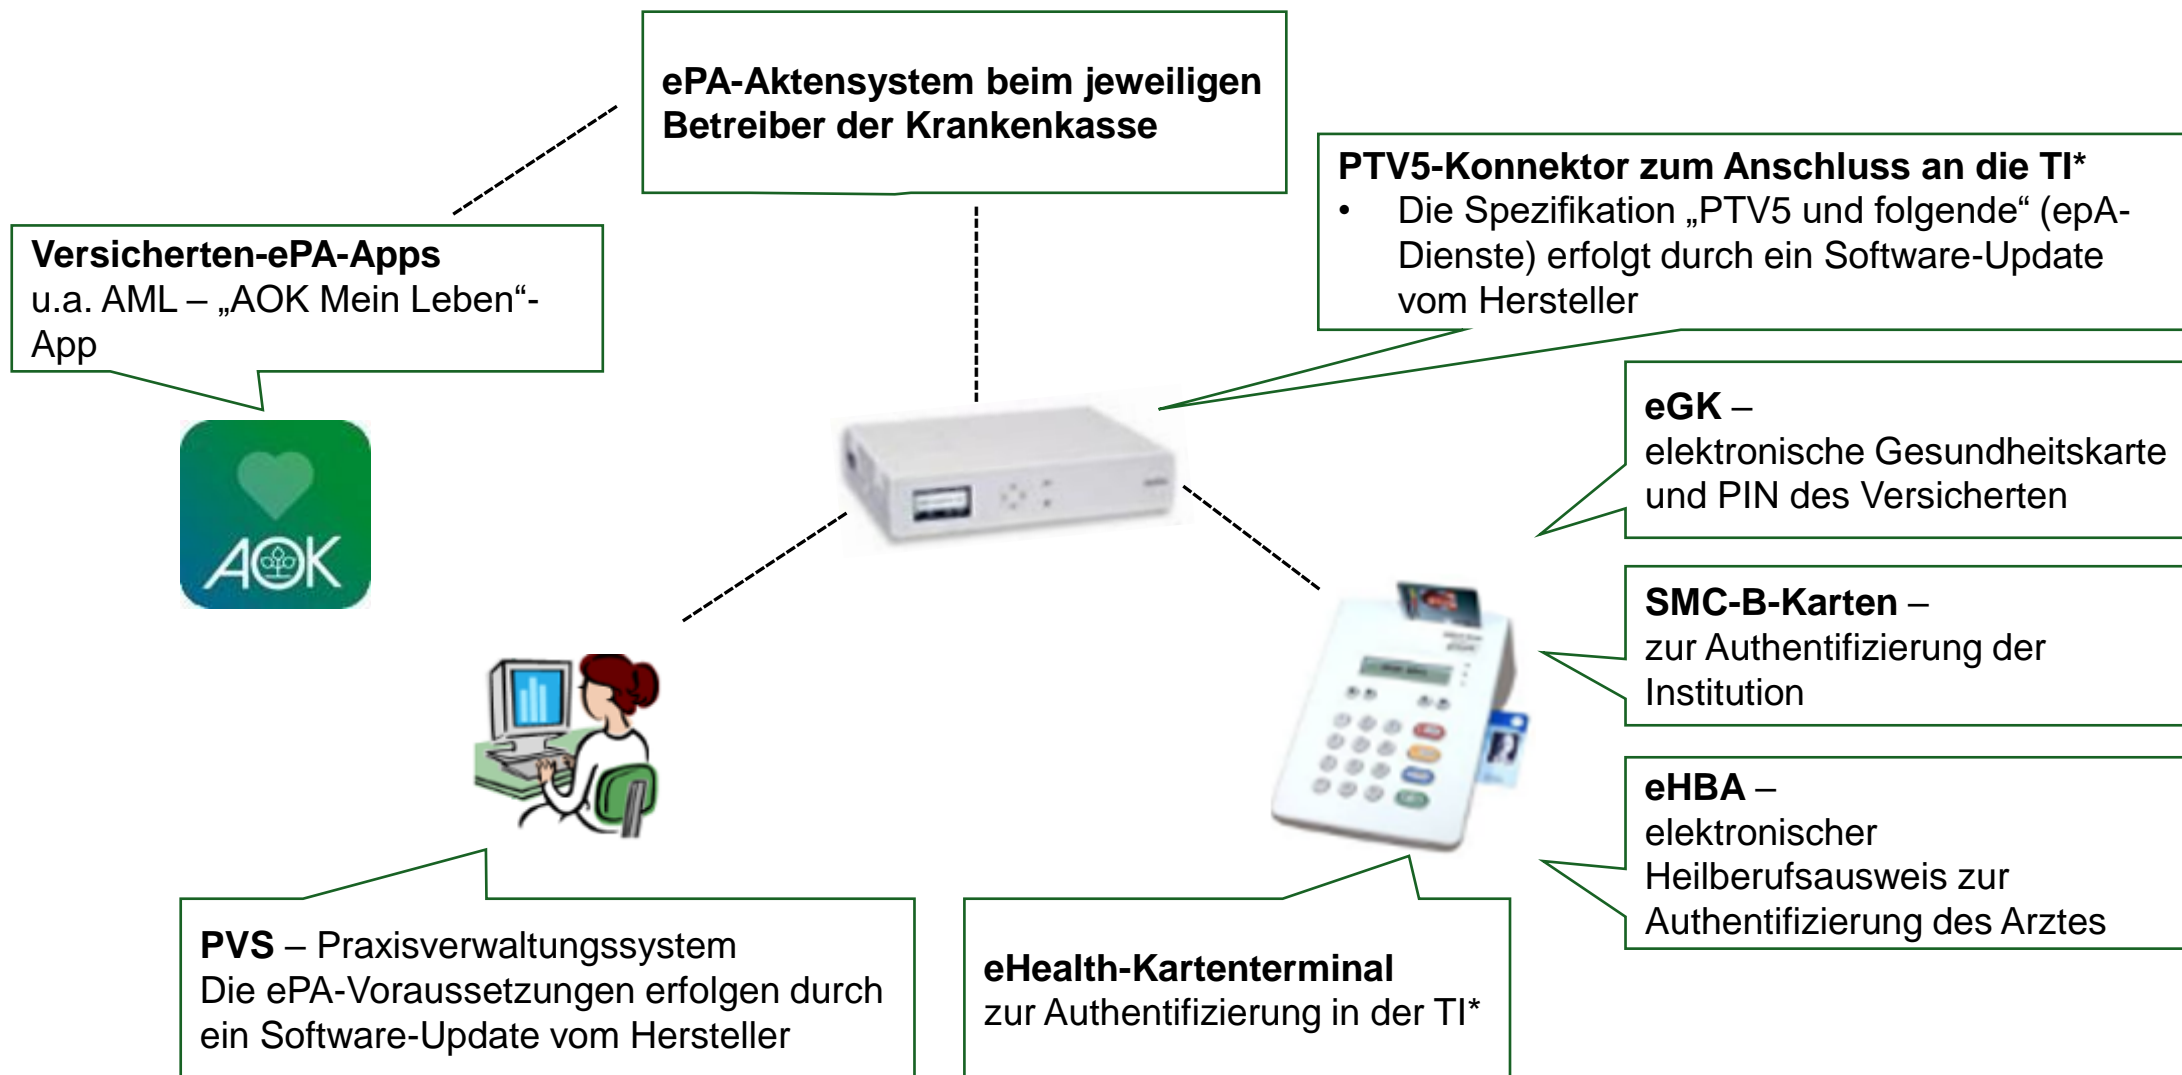 ePA-Aktensystem beim jeweiligen
Betreiber der Krankenkasse
PTV5-Konnektor zum Anschluss an die TI*
• Die Spezifikation „PTV5 und folgende“ (epA-
Dienste) erfolgt durch ein Software-Update
vom Hersteller
Versicherten-ePA-Apps
u.a. AML – „AOK Mein Leben“-
App
AOK
eGK –
elektronische Gesundheitskarte
und PIN des Versicherten
SMC-B-Karten –
zur Authentifizierung der
Institution
eHBA –
elektronischer
Heilberufsausweis zur
Authentifizierung des Arztes
PVS – Praxisverwaltungssystem
Die ePA-Voraussetzungen erfolgen durch
ein Software-Update vom Hersteller
eHealth-Kartenterminal
zur Authentifizierung in der TI*